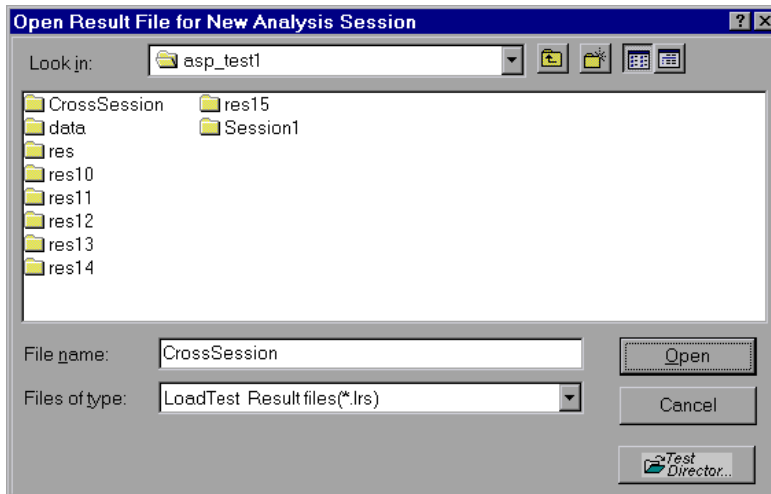 Open Result File for New Analysis Session
Look in:
asp_test1
CrossSession
data
res
res10
res11
res12
res13
res14
res15
Session1
File name:
CrossSession
Open
Files of type:
LoadTest Result files(*.lrs)
Cancel
Test
Director...